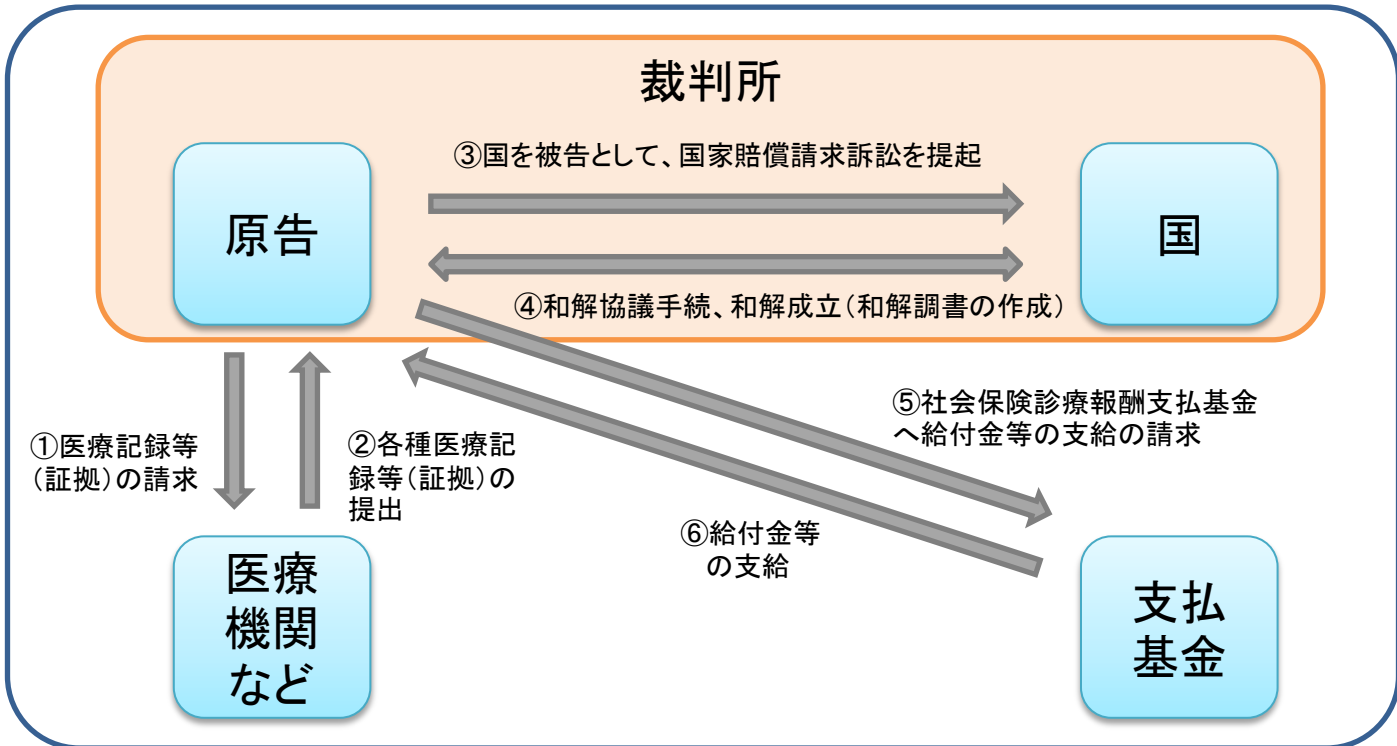 裁判所
③国を被告として、国家賠償請求訴訟を提起
原告
国
④和解協議手続、和解成立(和解調書の作成)
①医療記録等
(証拠)の請求
②各種医療記
録等(証拠)の
提出
⑤社会保険診療報酬支払基金
へ給付金等の支給の請求
⑥給付金等
の支給
医療
機関
など
支払
基金